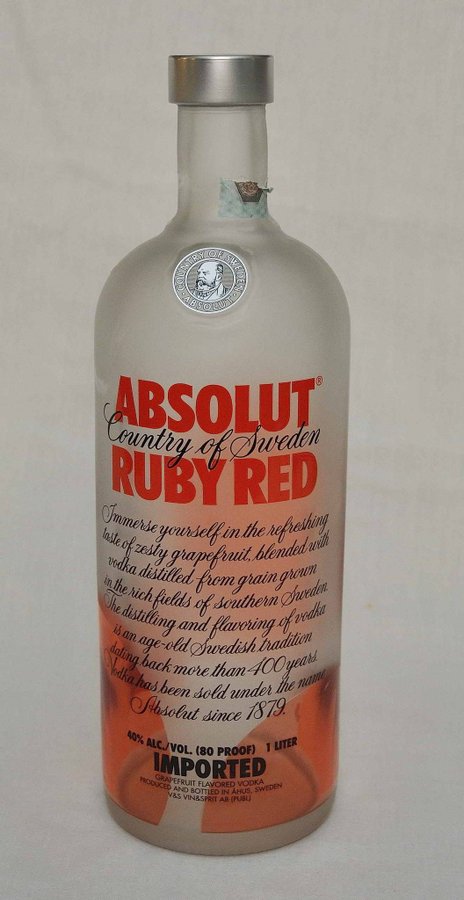 COUNTRY OF SWEDEN
ABSOLUT
ABSOLUT®
Country of Sweden
RUBY RED
Immerse yourself in the refreshing
taste of zesty grapefruit, blended with
vodka distilled from grain grown
in the rich fields of southern Sweden.
The distilling and flavoring of vodka
is an age-old Swedish tradition
dating back more than 400 years.
Vodka has been sold under the name
Absolut since 1879.
40% ALC./VOL. (80 PROOF) 1 LITER
IMPORTED
GRAPEFRUIT FLAVORED VODKA
PRODUCED AND BOTTLED IN ÅHUS, SWEDEN
V&S VIN&SPRIT AB (PUBL)